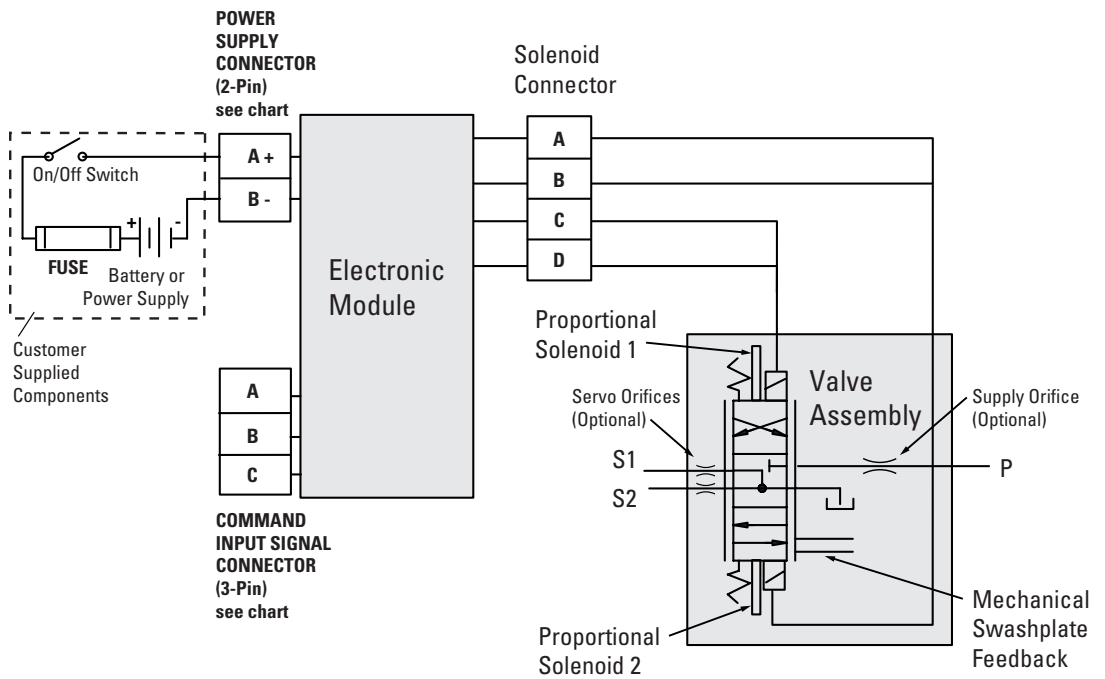 POWER
SUPPLY
CONNECTOR
(2-Pin)
see chart
Solenoid
Connector
A +
B -
On/Off Switch
+
-
FUSE
Battery or
Power Supply
Customer
Supplied
Components
Electronic
Module
A
B
C
D
A
B
C
COMMAND
INPUT SIGNAL
CONNECTOR
(3-Pin)
see chart
Proportional
Solenoid 1
Servo Orifices
(Optional)
Valve
Assembly
Supply Orifice
(Optional)
S1
S2
P
Proportional
Solenoid 2
Mechanical
Swashplate
Feedback